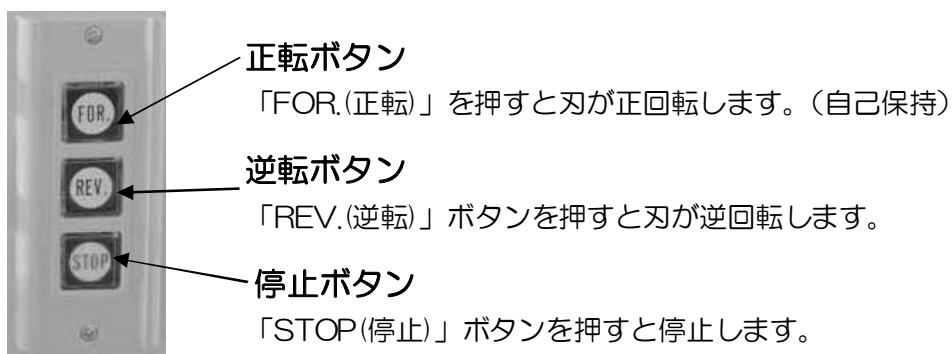 正転ボタン
「FOR.(正転)」を押すと刃が正回転します。(自己保持)
FOR.
逆転ボタン
「REV.(逆転)」ボタンを押すと刃が逆回転します。
REV.
停止ボタン
「STOP(停止)」ボタンを押すと停止します。
STOP